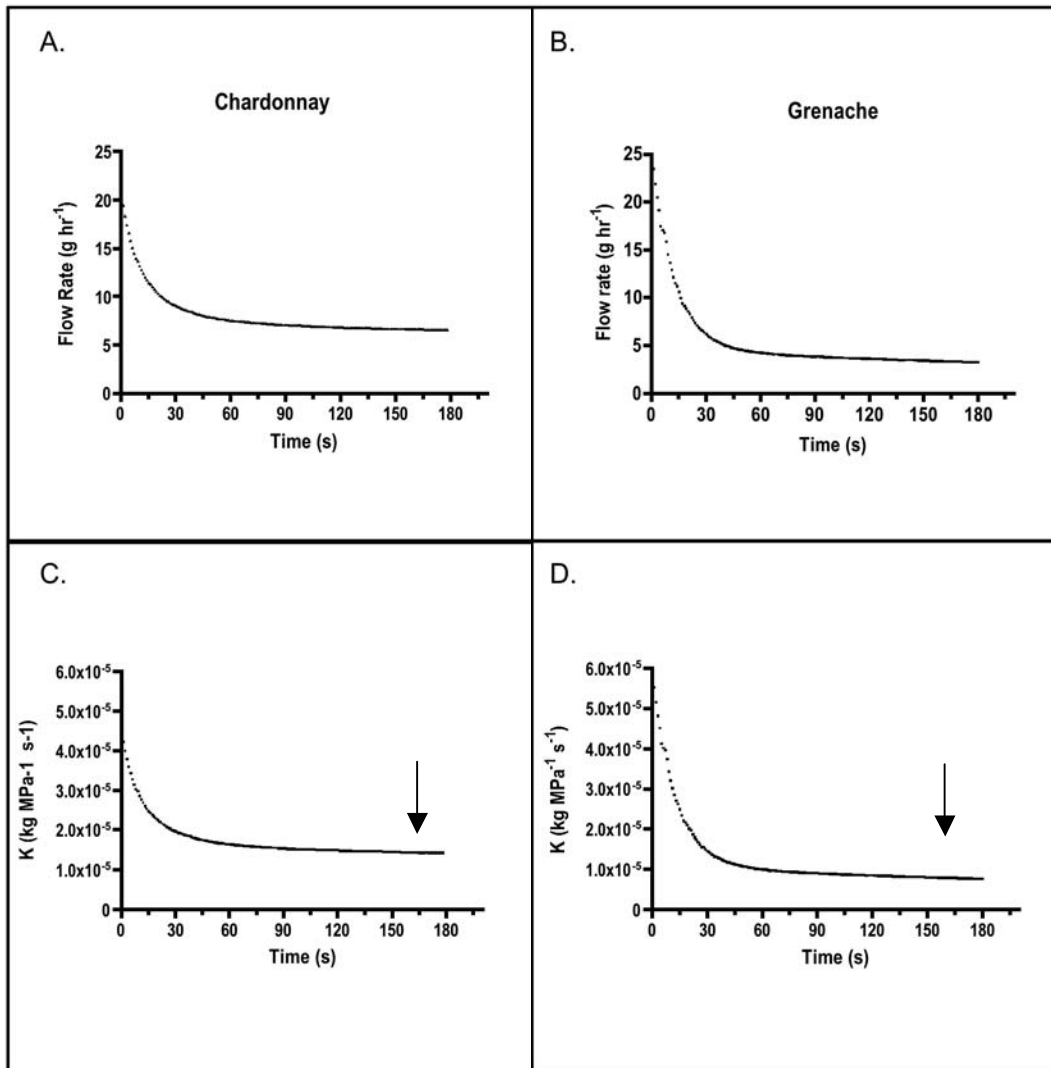 A.
Chardonnay
25
20
15
10
5
0
Flow Rate (g hr⁻¹)
0 30 60 90 120 150 180
Time (s)
B.
Grenache
25
20
15
10
5
0
Flow rate (g hr⁻¹)
0 30 60 90 120 150 180
Time (s)
C.
6.0x10⁻⁵
5.0x10⁻⁵
4.0x10⁻⁵
3.0x10⁻⁵
2.0x10⁻⁵
1.0x10⁻⁵
0
K (kg MPa-1 s-1)
0 30 60 90 120 150 180
Time (s)
D.
6.0x10⁻⁵
5.0x10⁻⁵
4.0x10⁻⁵
3.0x10⁻⁵
2.0x10⁻⁵
1.0x10⁻⁵
0
K (kg MPa⁻¹ s⁻¹)
0 30 60 90 120 150 180
Time (s)